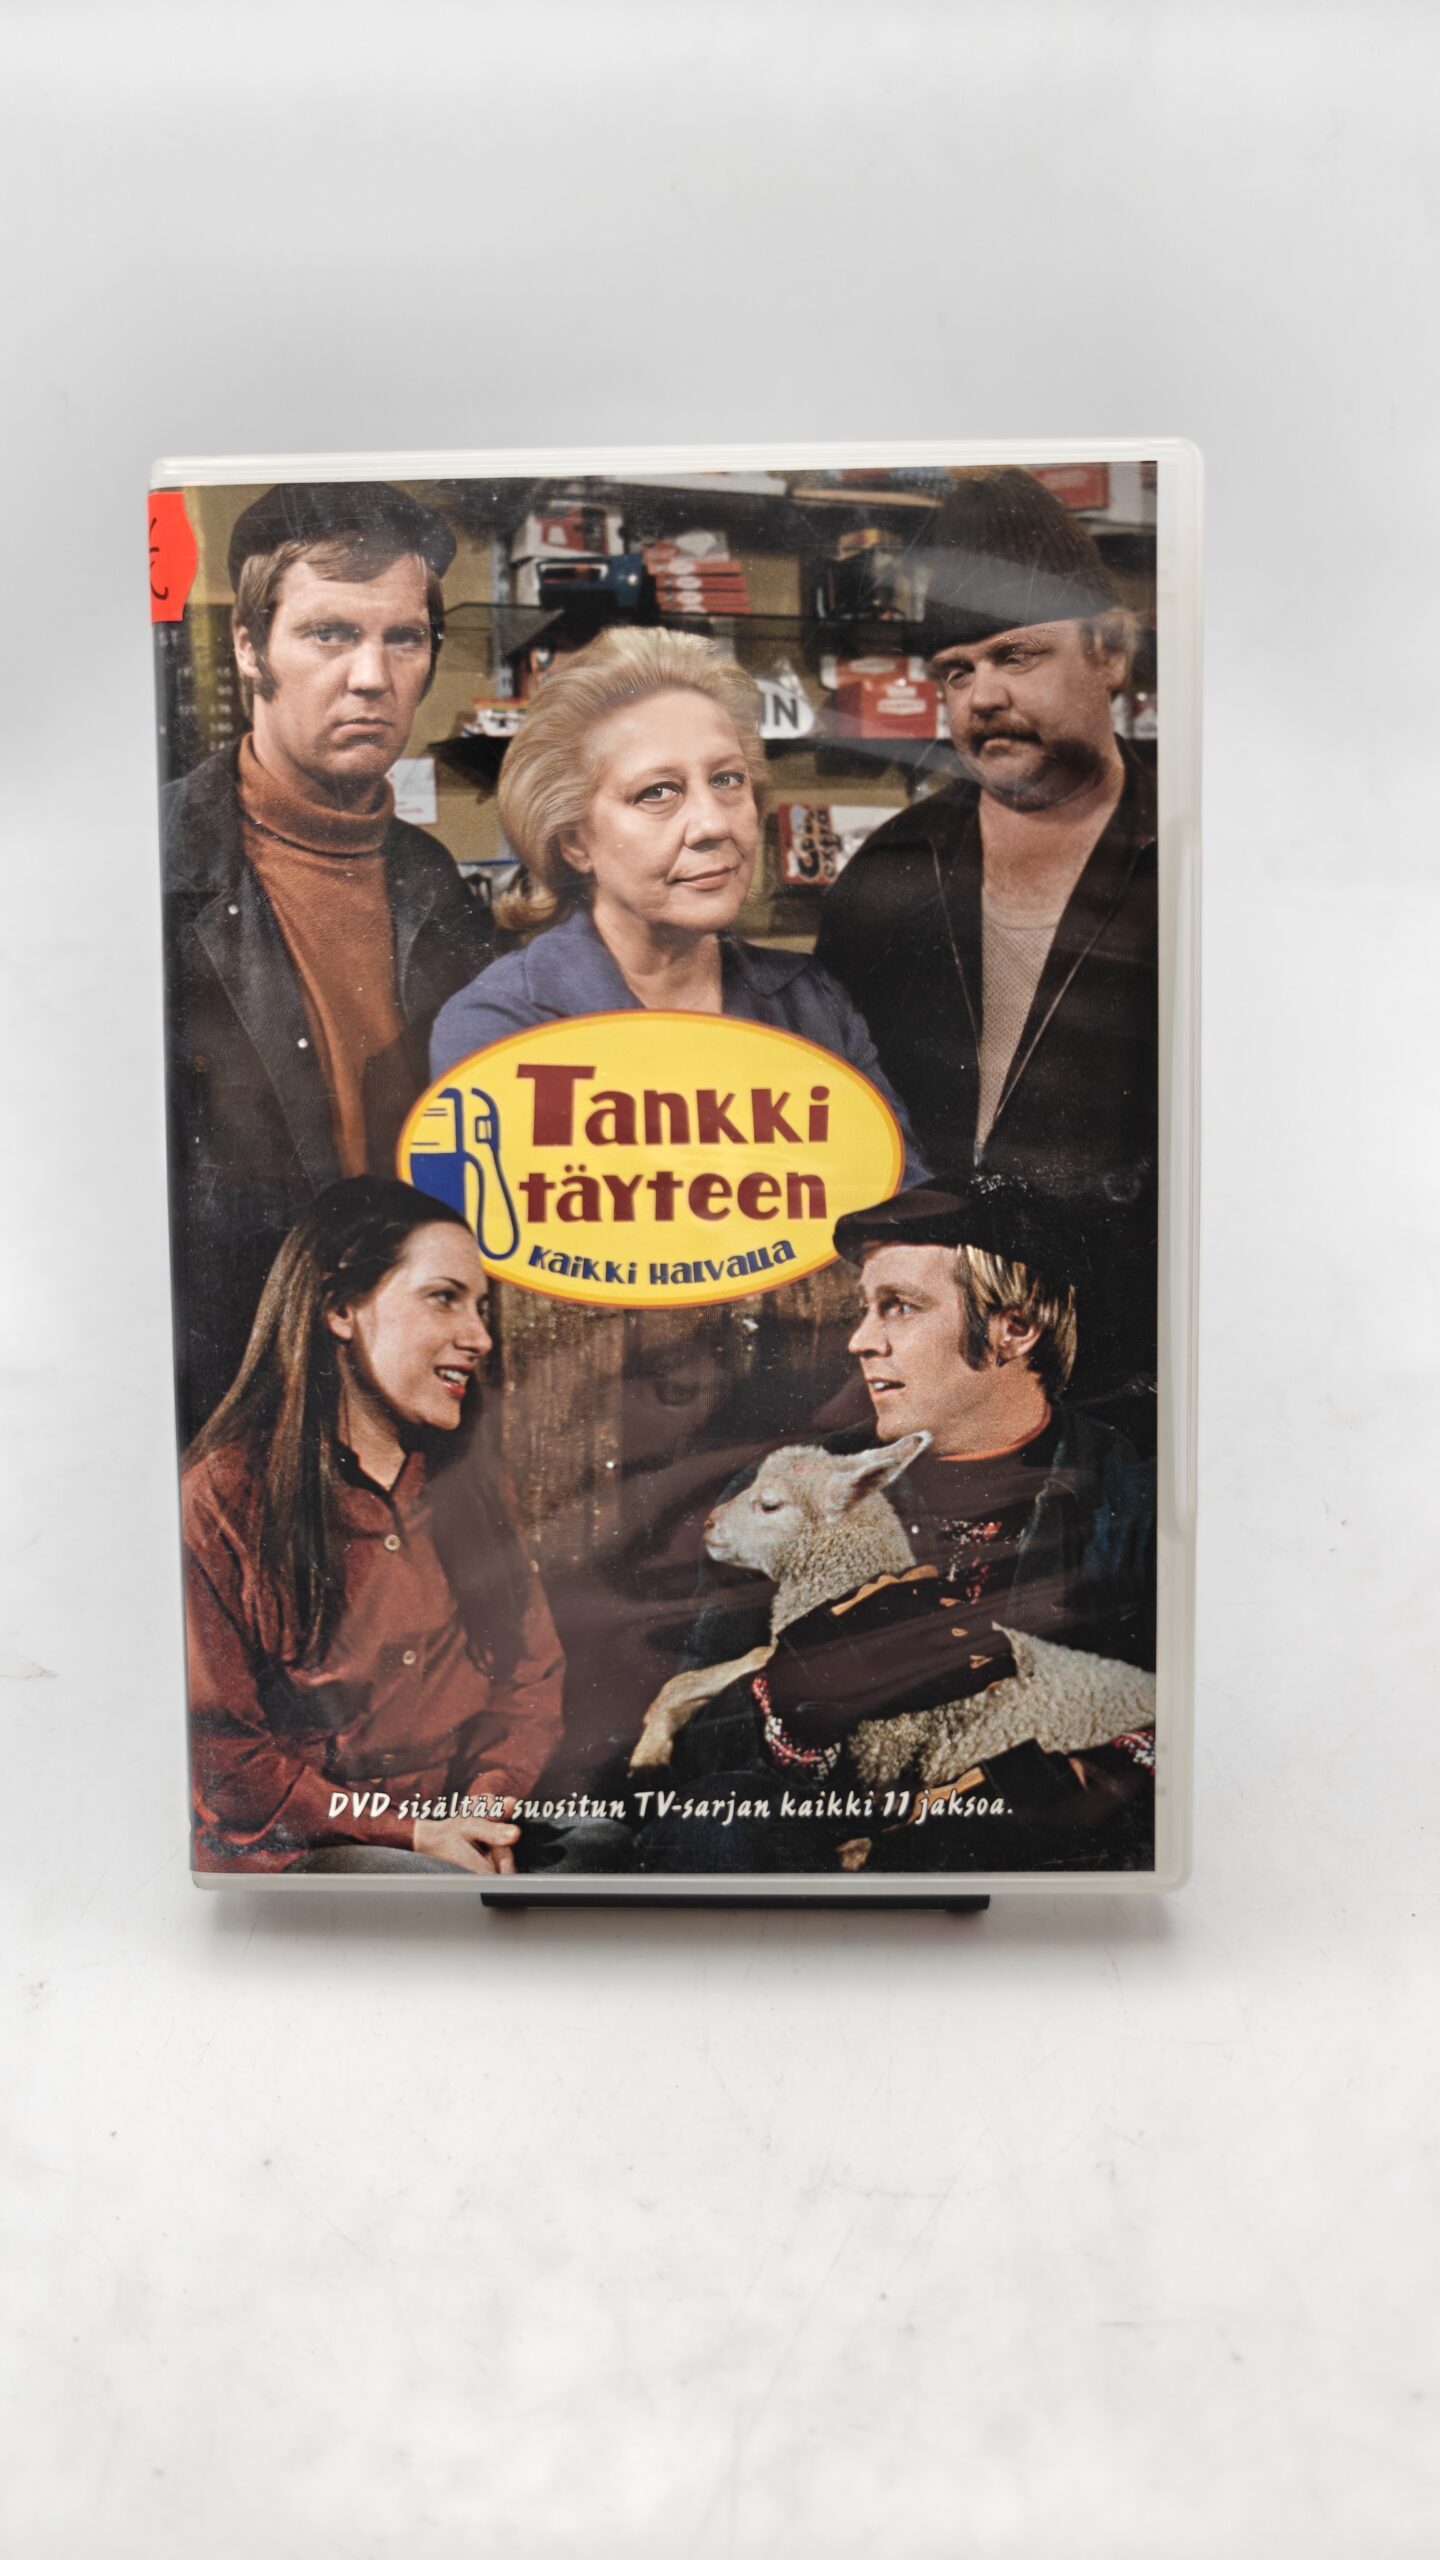 Tankki
täyteen
Kaikki halvalla
DVD sisältää suositun TV-sarjan kaikki 11 jaksoa.